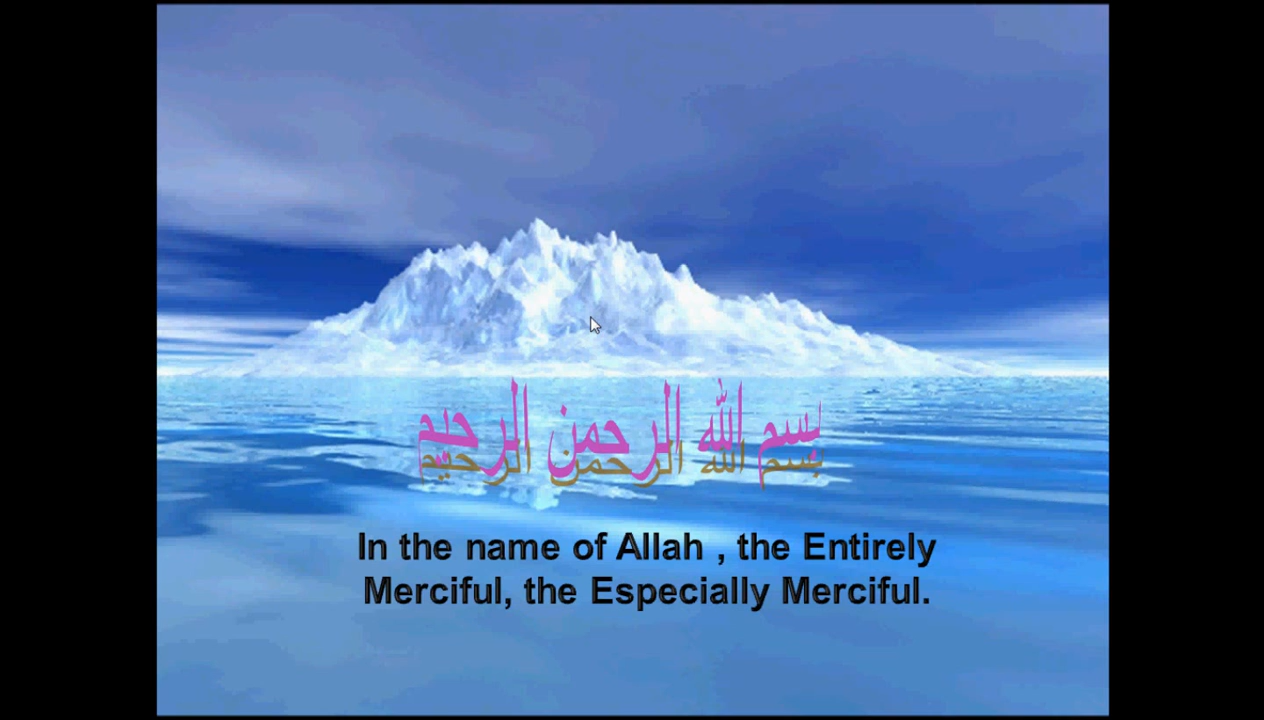 بسم الله الرحمن الرحيم
In the name of Allah , the Entirely
Merciful, the Especially Merciful.